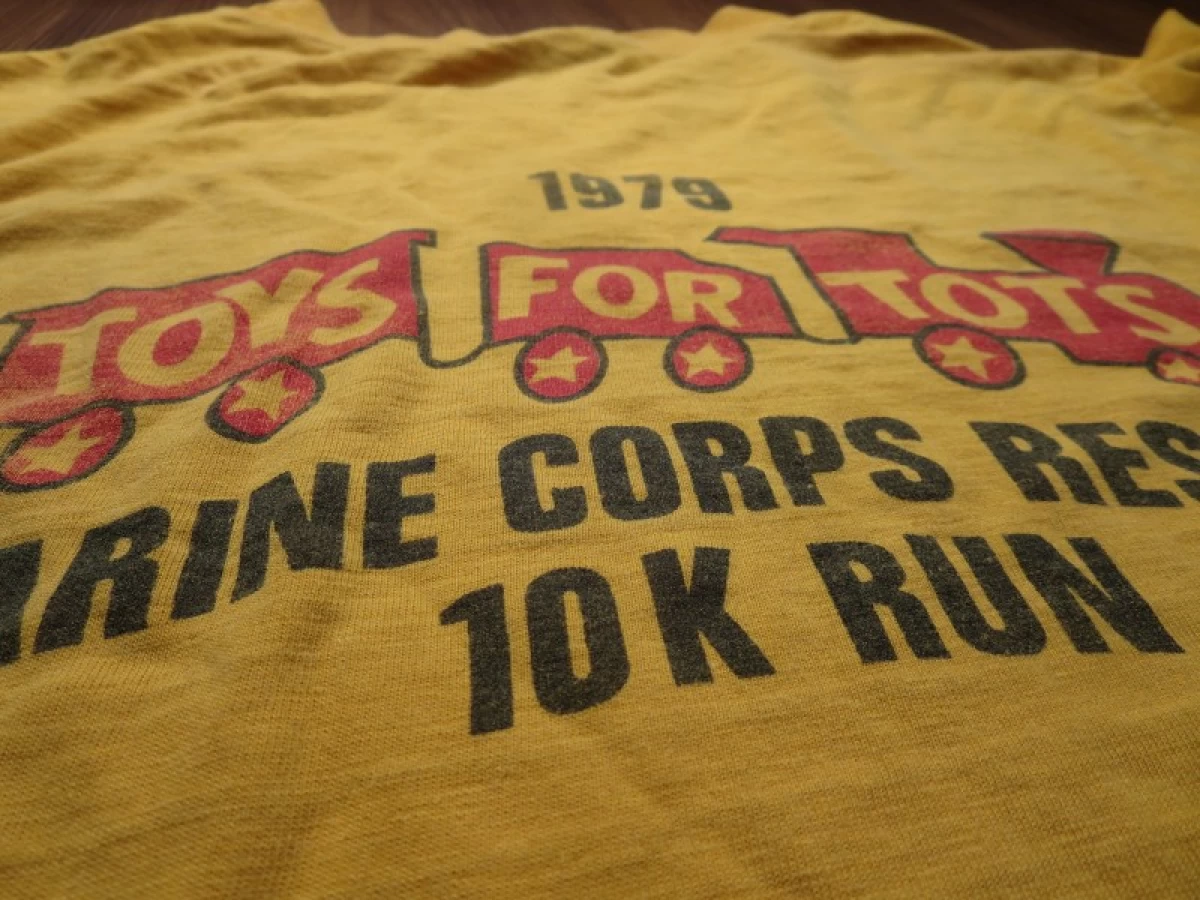 1979
TOYS FOR TOTS
ARINE CORPS RES
10K RUN